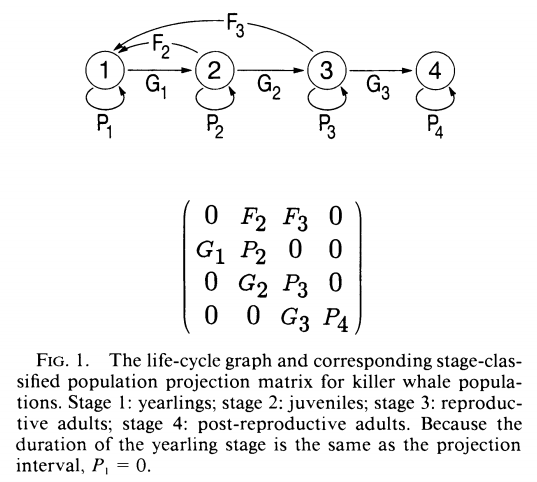 F₃
F₂
1 2 3 4
G₁ G₂ G₃
P₁ P₂ P₃ P₄
0 F₂ F₃ 0
G₁ P₂ 0 0
0 G₂ P₃ 0
0 0 G₃ P₄
FIG. 1. The life-cycle graph and corresponding stage-clas-
sified population projection matrix for killer whale popula-
tions. Stage 1: yearlings; stage 2: juveniles; stage 3: reproduc-
tive adults; stage 4: post-reproductive adults. Because the
duration of the yearling stage is the same as the projection
interval, P₁ = 0.